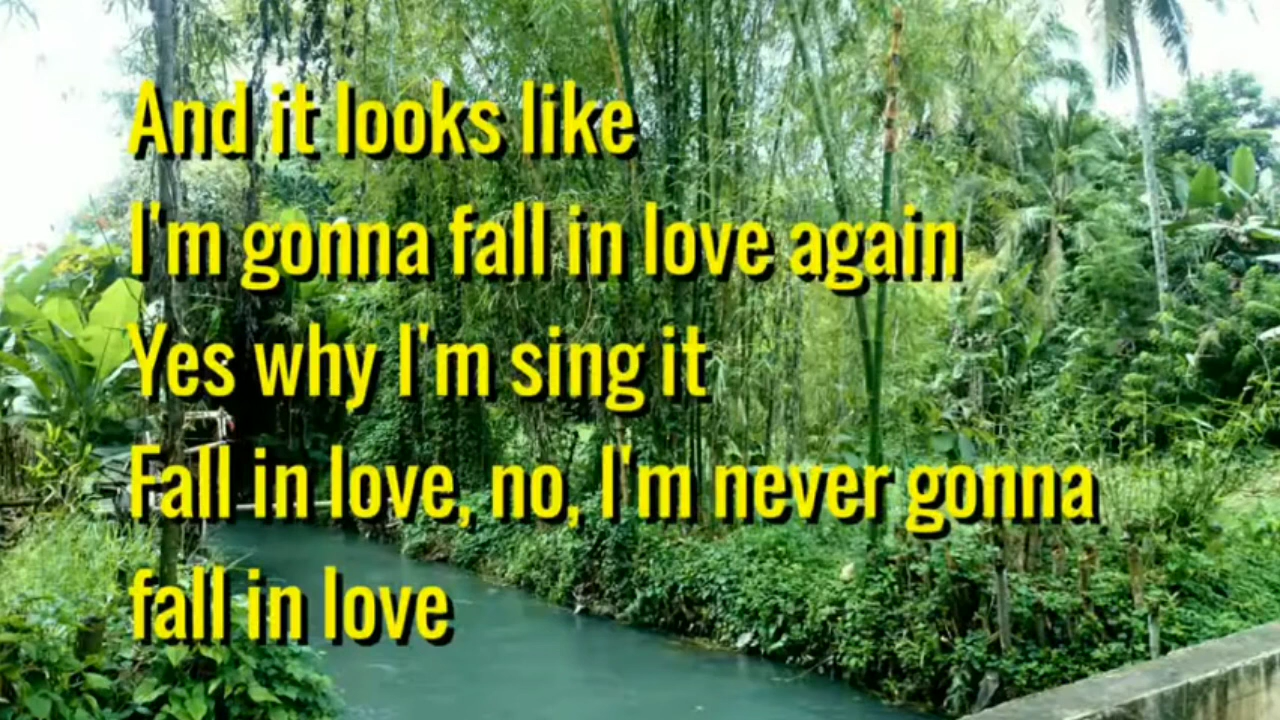 And it looks like
I'm gonna fall in love again
Yes why I'm sing it
Fall in love, no, I'm never gonna
fall in love